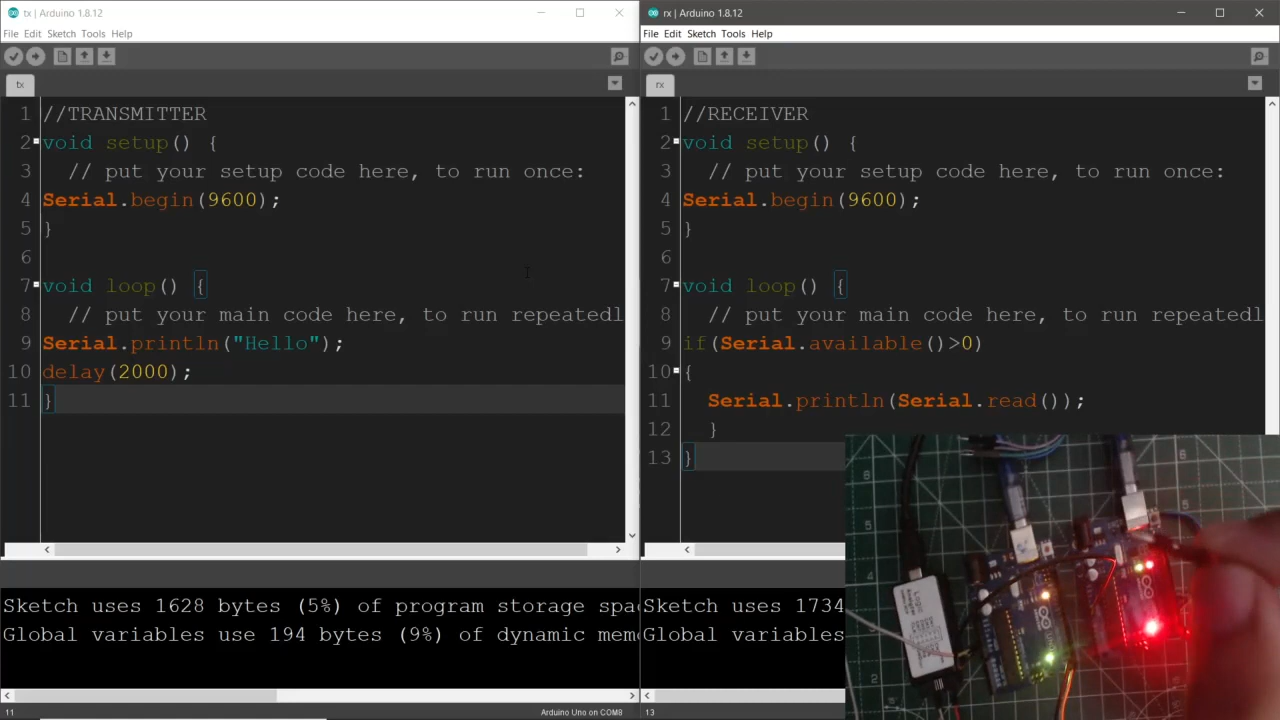 tx | Arduino 1.8.12
File Edit Sketch Tools Help
tx
1 //TRANSMITTER
2 void setup() {
3 // put your setup code here, to run once:
4 Serial.begin(9600);
5 }
6
7 void loop() {
8 // put your main code here, to run repeatedl
9 Serial.println("Hello");
10 delay(2000);
11 }
Sketch uses 1628 bytes (5%) of program storage spa
Global variables use 194 bytes (9%) of dynamic mem
11 Arduino Uno on COM8
rx | Arduino 1.8.12
File Edit Sketch Tools Help
rx
1 //RECEIVER
2 void setup() {
3 // put your setup code here, to run once:
4 Serial.begin(9600);
5 }
6
7 void loop() {
8 // put your main code here, to run repeatedl
9 if(Serial.available()>0)
10 {
11 Serial.println(Serial.read());
12 }
13 }
Sketch uses 1734
Global variables
13
Logic